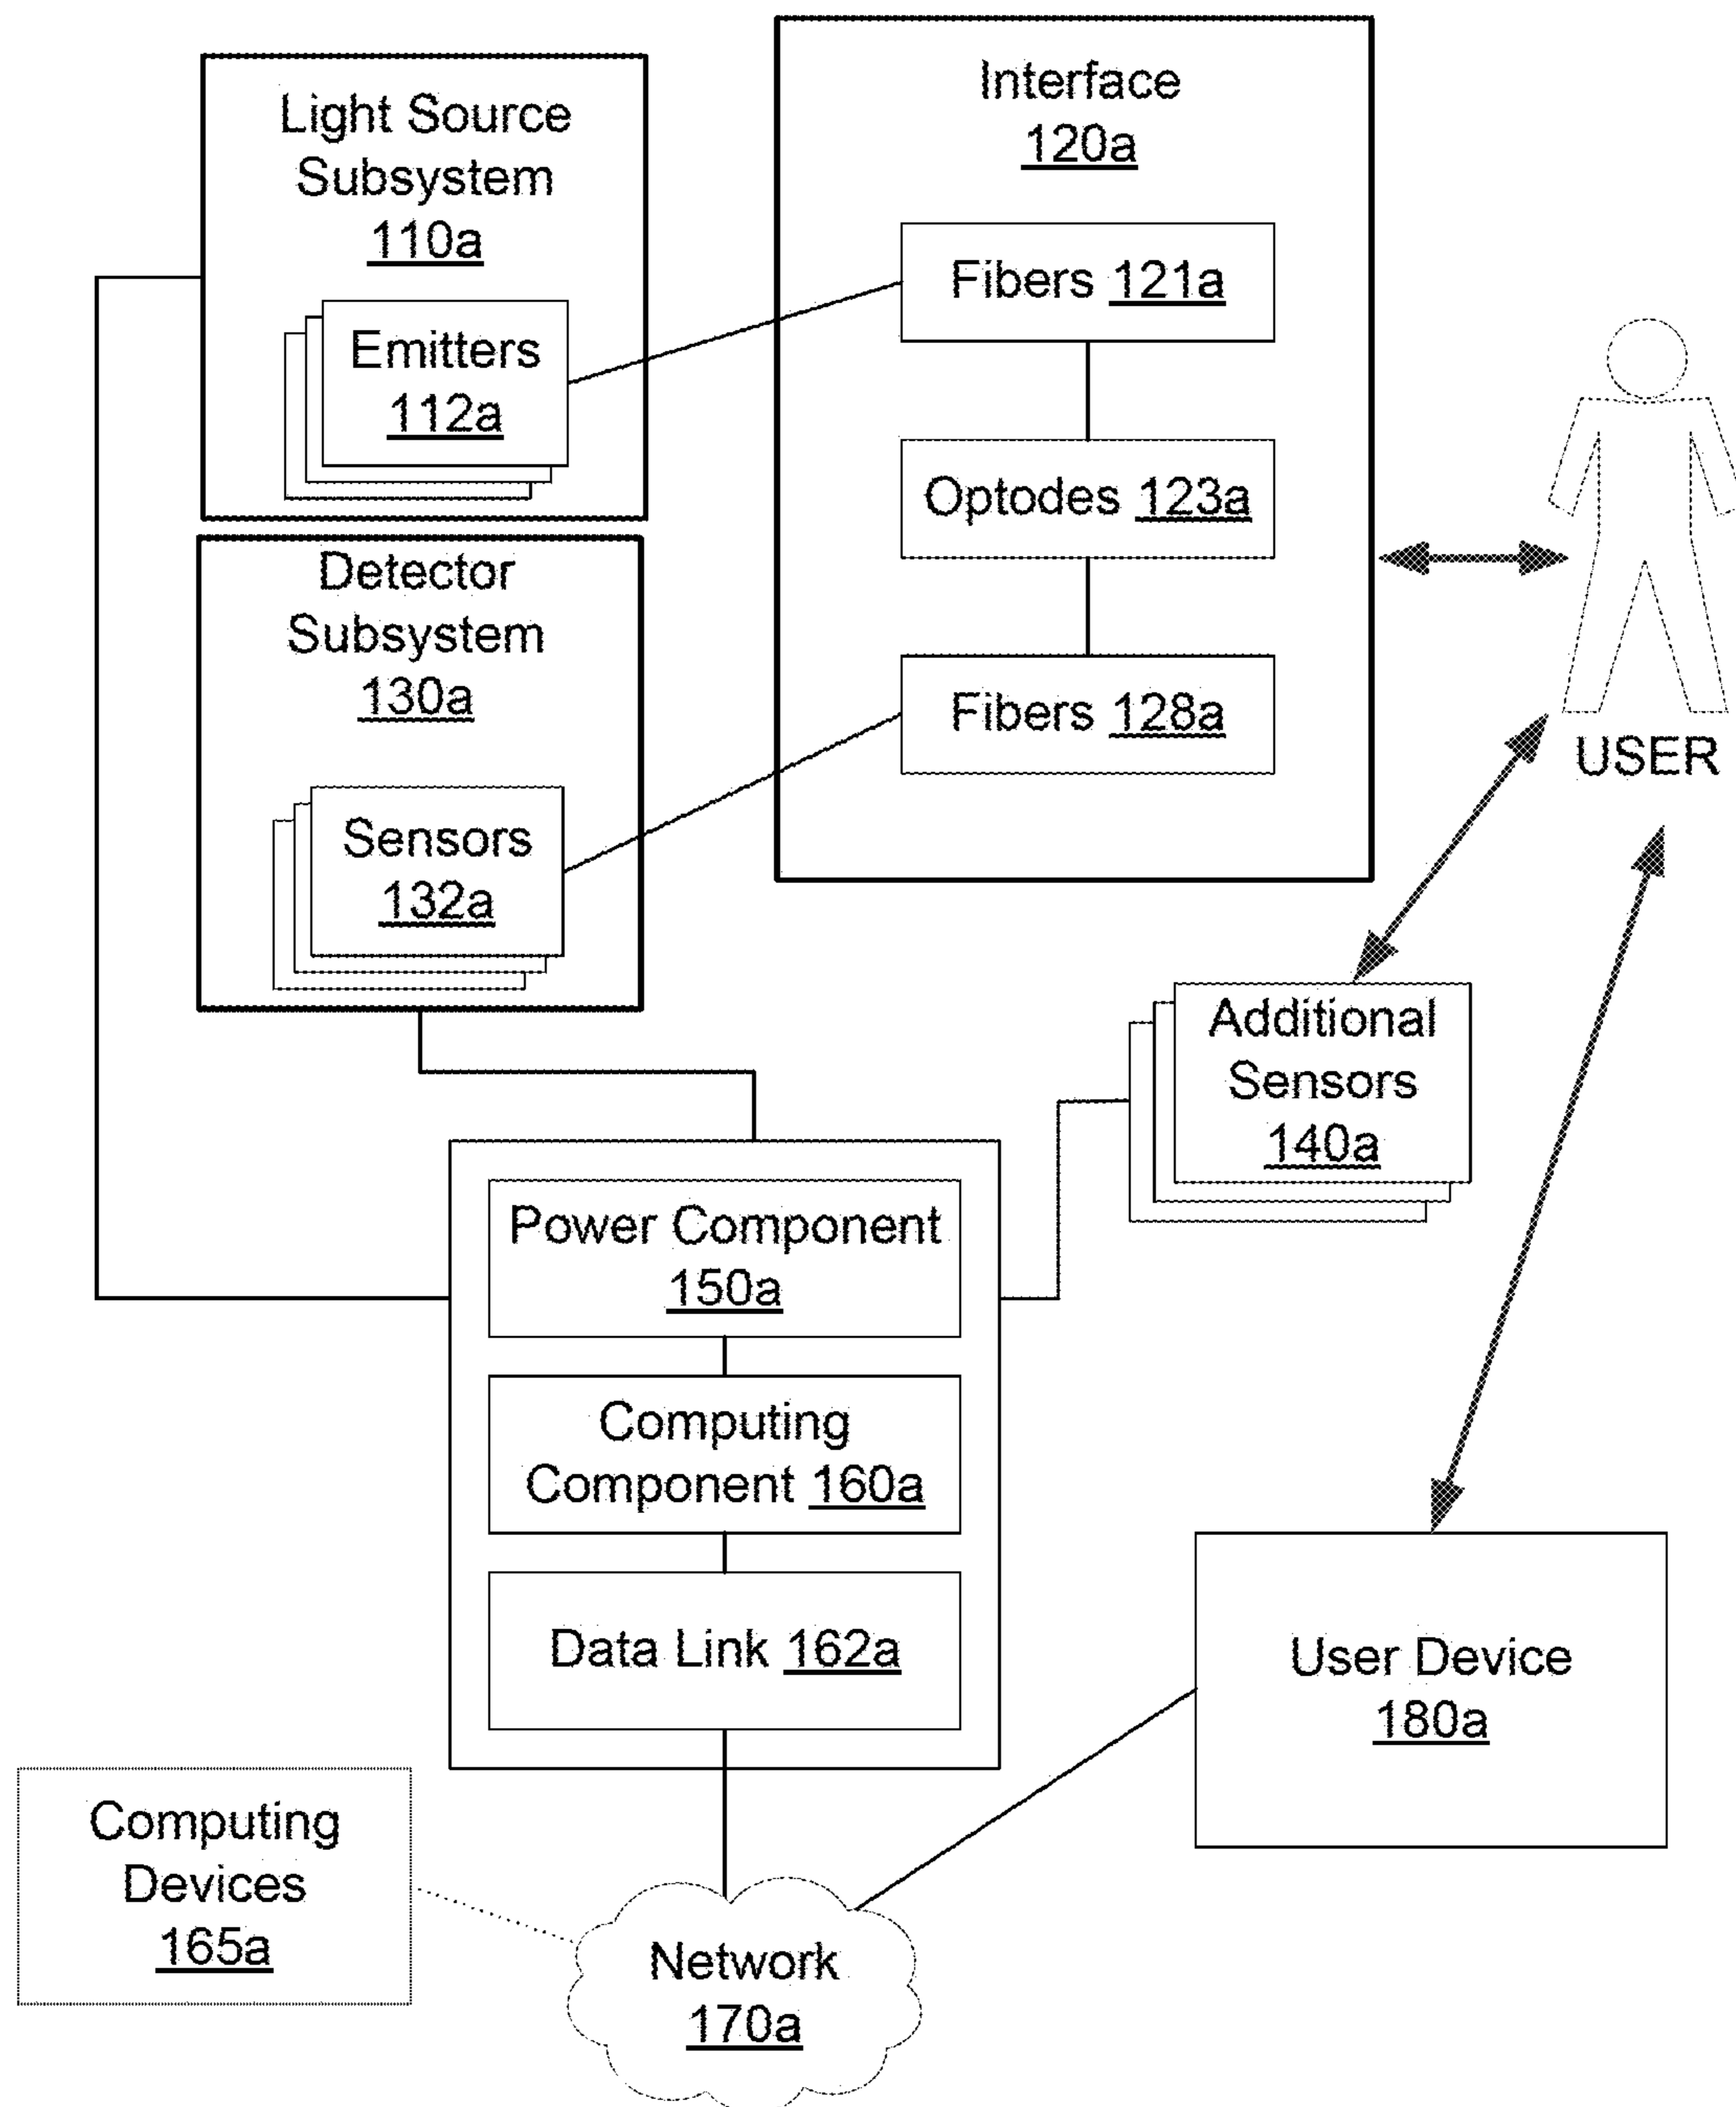 Light Source
Subsystem
110a
Emitters
112a
Interface
120a
Fibers 121a
Optodes 123a
Fibers 128a
USER
Detector
Subsystem
130a
Sensors
132a
Additional
Sensors
140a
Power Component
150a
Computing
Component 160a
Data Link 162a
User Device
180a
Computing
Devices
165a
Network
170a